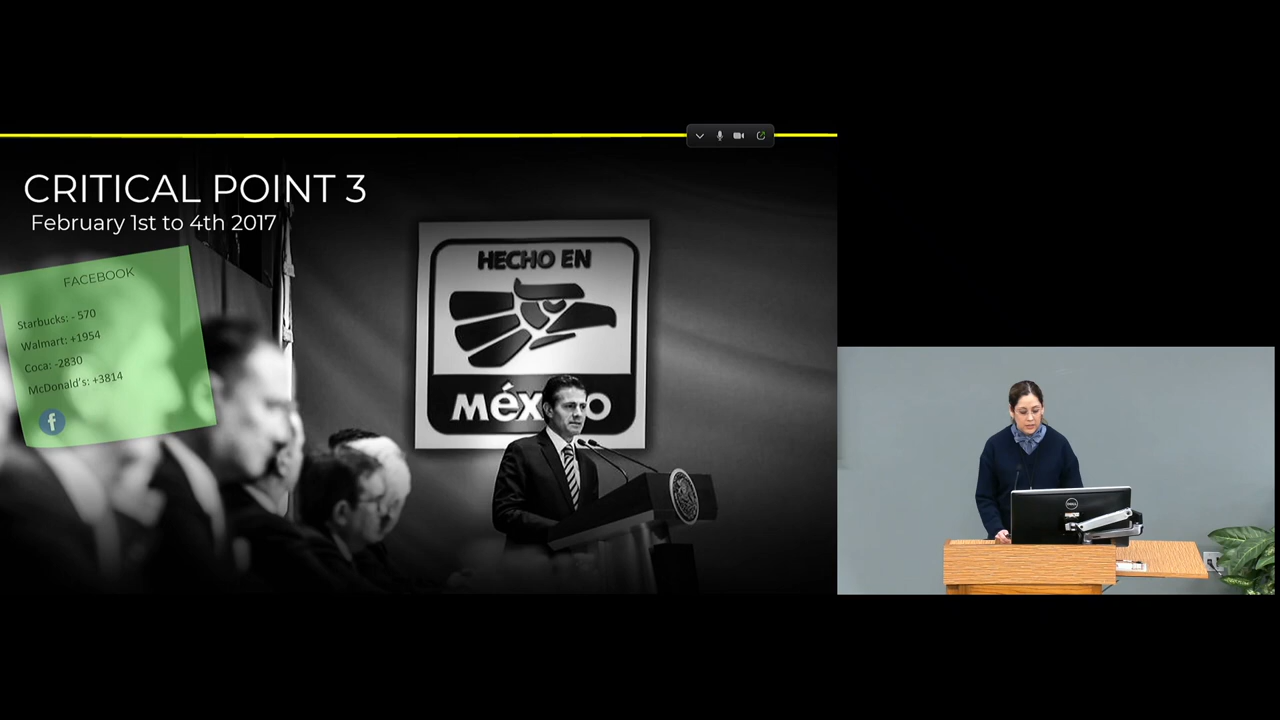 CRITICAL POINT 3
February 1st to 4th 2017
FACEBOOK
Starbucks: - 570
Walmart: +1954
Coca: -2830
McDonald's: +3814
f
HECHO EN
DELL